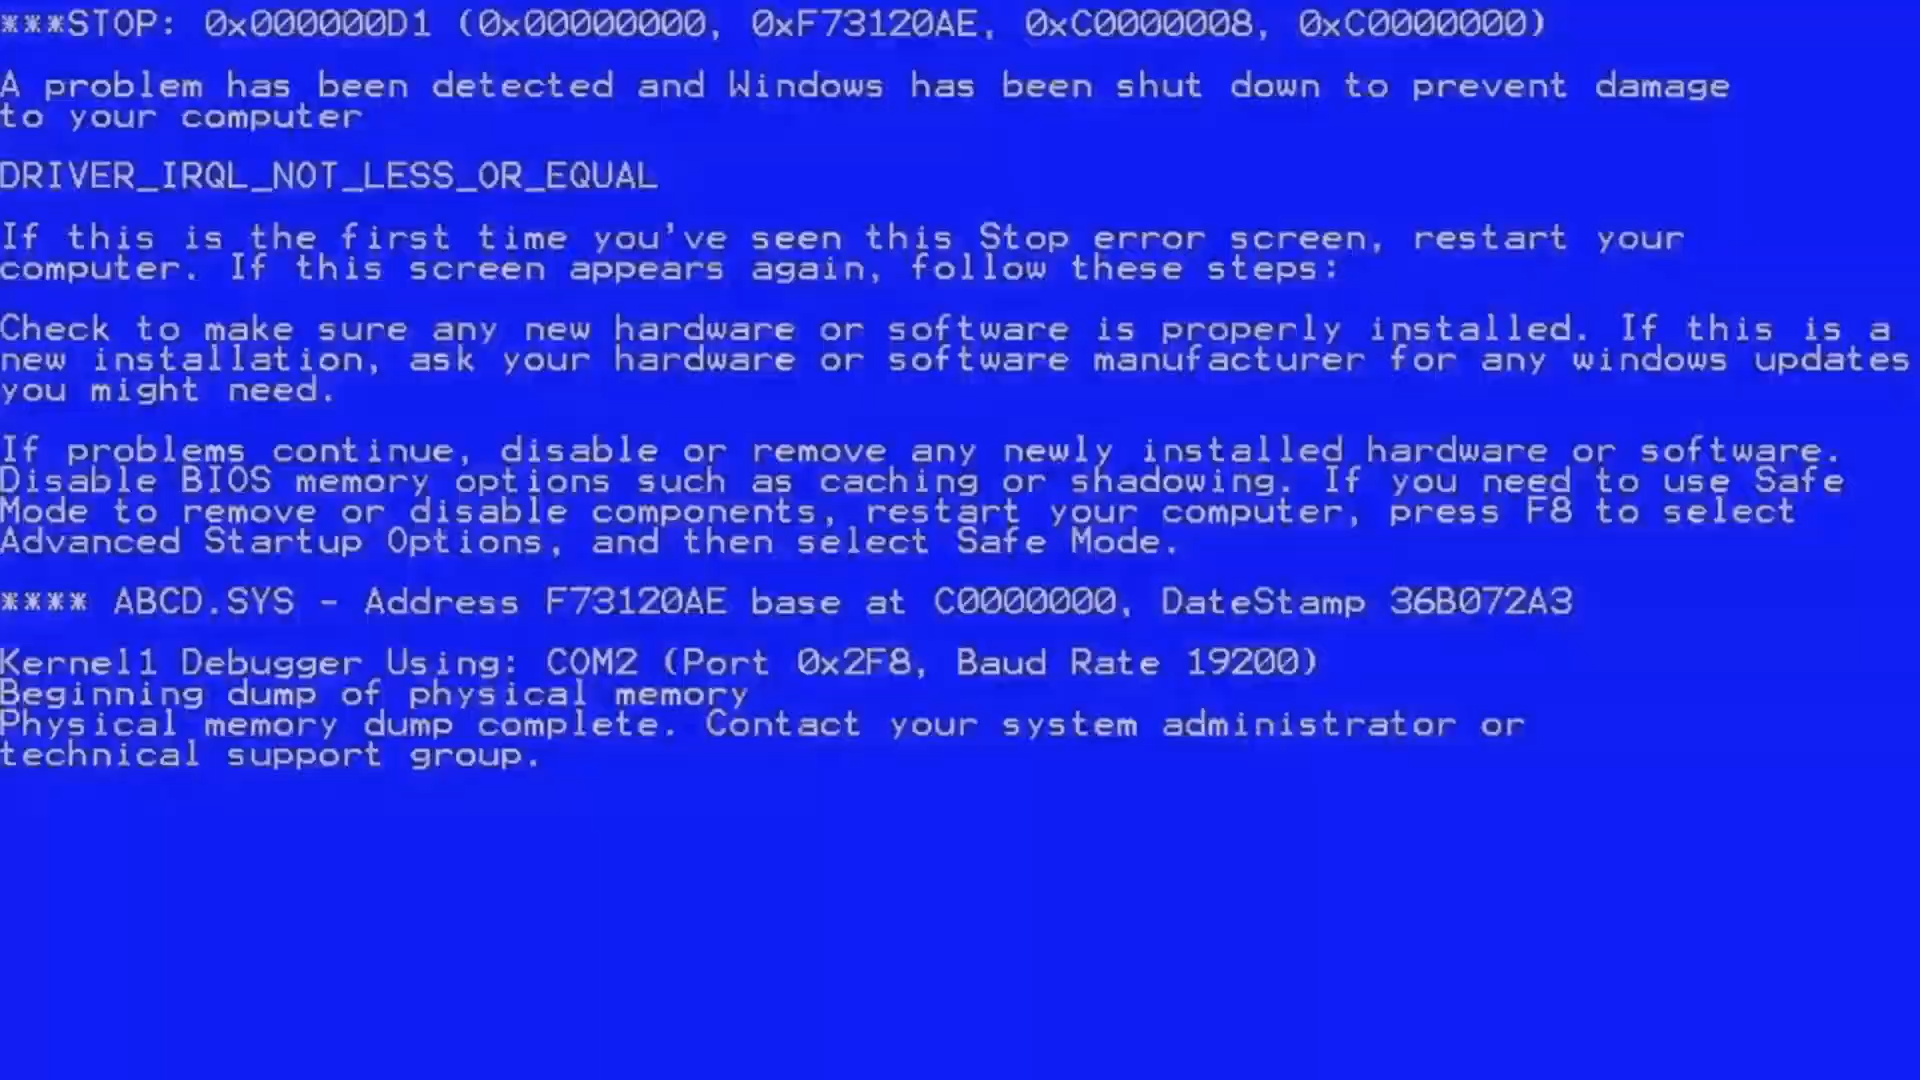 ***STOP: 0x000000D1 (0x00000000, 0xF73120AE, 0xC0000008, 0xC0000000)
A problem has been detected and Windows has been shut down to prevent damage
to your computer
DRIVER_IRQL_NOT_LESS_OR_EQUAL
If this is the first time you've seen this Stop error screen, restart your
computer. If this screen appears again, follow these steps:
Check to make sure any new hardware or software is properly installed. If this is a
new installation, ask your hardware or software manufacturer for any windows updates
you might need.
If problems continue, disable or remove any newly installed hardware or software.
Disable BIOS memory options such as caching or shadowing. If you need to use Safe
Mode to remove or disable components, restart your computer, press F8 to select
Advanced Startup Options, and then select Safe Mode.
**** ABCD.SYS - Address F73120AE base at C0000000, DateStamp 36B072A3
Kernel1 Debugger Using: COM2 (Port 0x2F8, Baud Rate 19200)
Beginning dump of physical memory
Physical memory dump complete. Contact your system administrator or
technical support group.